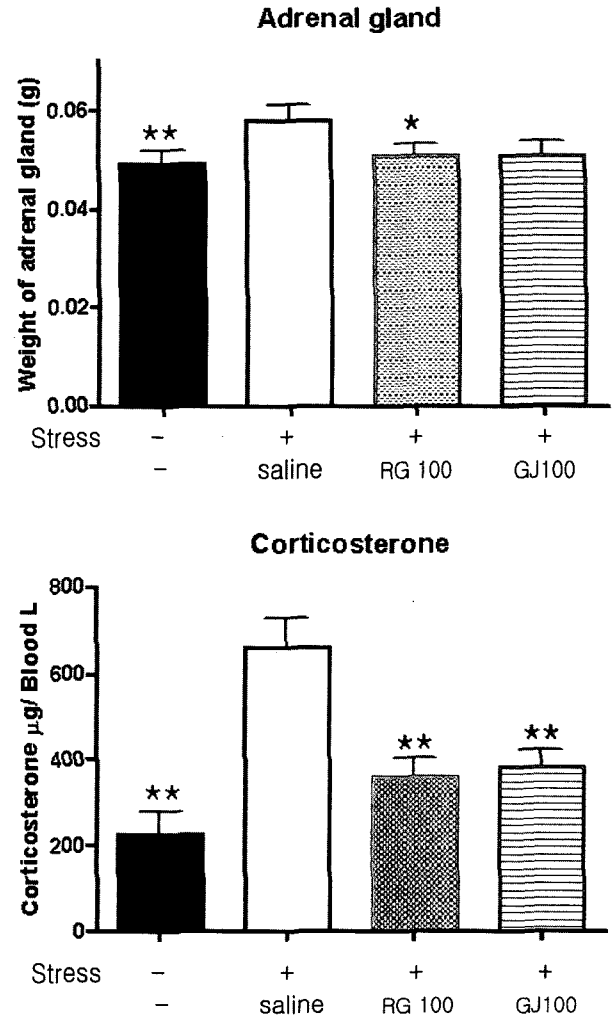 Adrenal gland
Weight of adrenal gland (g)
0.06
0.04
0.02
0.00
** *
Stress − + + +
− saline RG 100 GJ100
Corticosterone
Corticosterone µg/ Blood L
800
600
400
200
0
** ** **
Stress − + + +
− saline RG 100 GJ100